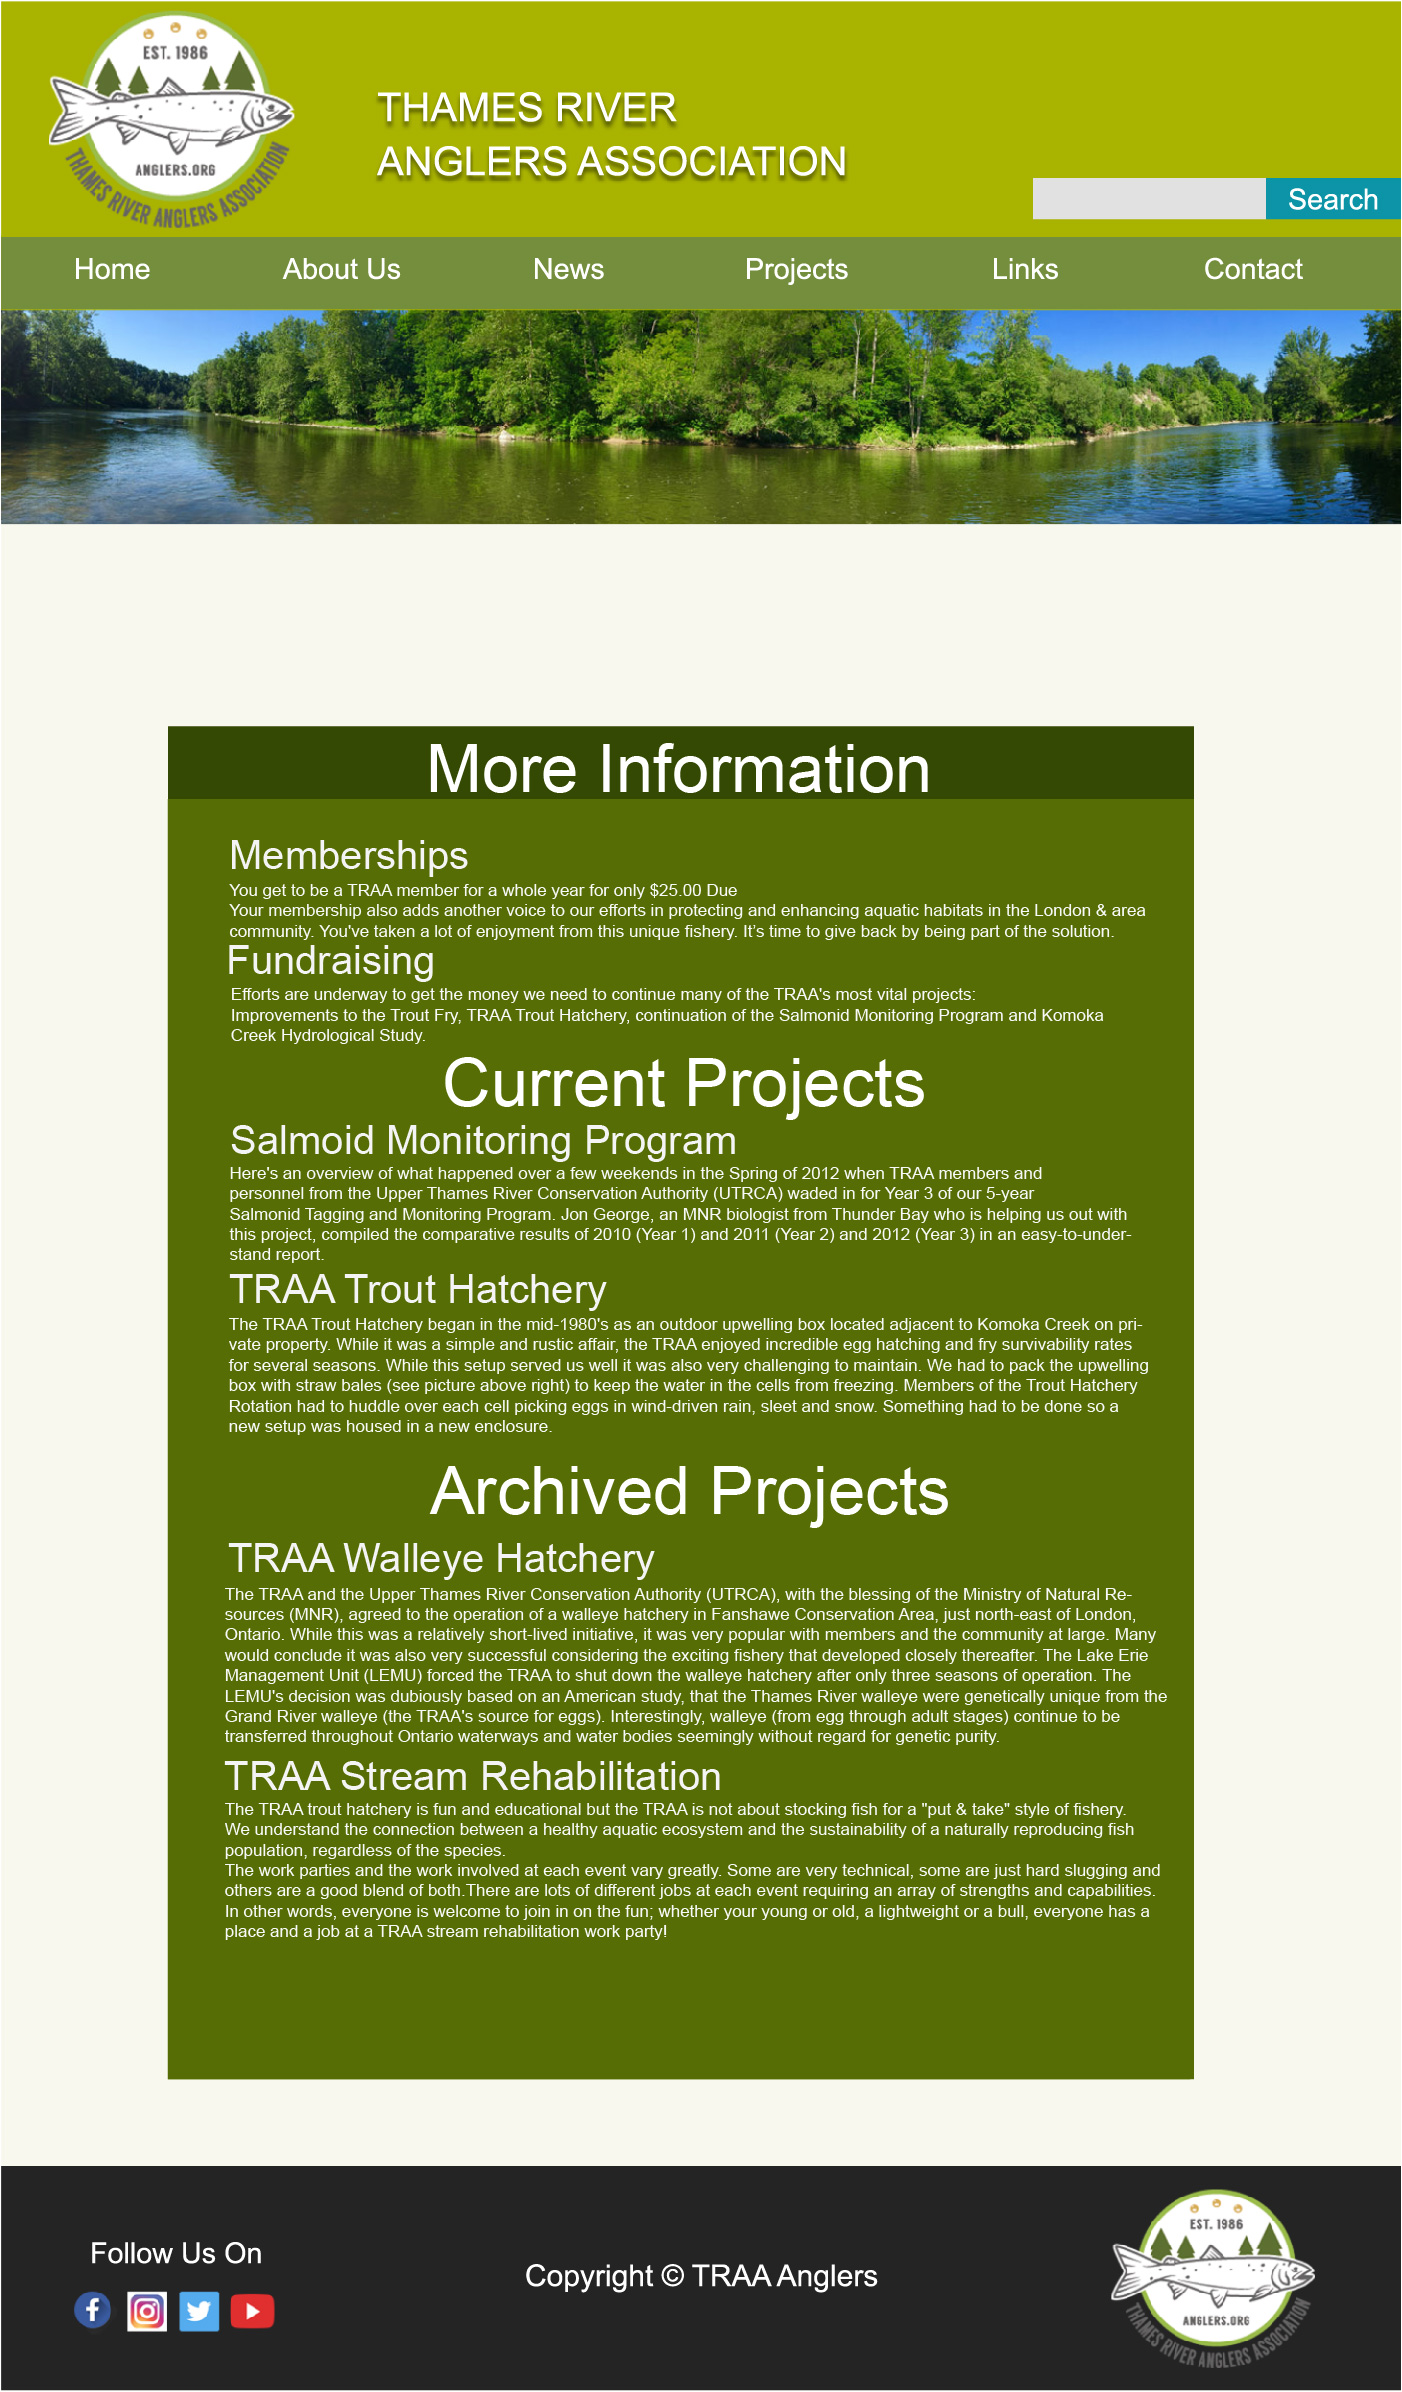 EST. 1986
ANGLERS.ORG
THAMES RIVER ANGLERS ASSOCIATION
THAMES RIVER
ANGLERS ASSOCIATION
Search
Home About Us News Projects Links Contact
More Information
Memberships
You get to be a TRAA member for a whole year for only $25.00 Due
Your membership also adds another voice to our efforts in protecting and enhancing aquatic habitats in the London & area
community. You've taken a lot of enjoyment from this unique fishery. It’s time to give back by being part of the solution.
Fundraising
Efforts are underway to get the money we need to continue many of the TRAA's most vital projects:
Improvements to the Trout Fry, TRAA Trout Hatchery, continuation of the Salmonid Monitoring Program and Komoka
Creek Hydrological Study.
Current Projects
Salmoid Monitoring Program
Here's an overview of what happened over a few weekends in the Spring of 2012 when TRAA members and
personnel from the Upper Thames River Conservation Authority (UTRCA) waded in for Year 3 of our 5-year
Salmonid Tagging and Monitoring Program. Jon George, an MNR biologist from Thunder Bay who is helping us out with
this project, compiled the comparative results of 2010 (Year 1) and 2011 (Year 2) and 2012 (Year 3) in an easy-to-under-
stand report.
TRAA Trout Hatchery
The TRAA Trout Hatchery began in the mid-1980's as an outdoor upwelling box located adjacent to Komoka Creek on pri-
vate property. While it was a simple and rustic affair, the TRAA enjoyed incredible egg hatching and fry survivability rates
for several seasons. While this setup served us well it was also very challenging to maintain. We had to pack the upwelling
box with straw bales (see picture above right) to keep the water in the cells from freezing. Members of the Trout Hatchery
Rotation had to huddle over each cell picking eggs in wind-driven rain, sleet and snow. Something had to be done so a
new setup was housed in a new enclosure.
Archived Projects
TRAA Walleye Hatchery
The TRAA and the Upper Thames River Conservation Authority (UTRCA), with the blessing of the Ministry of Natural Re-
sources (MNR), agreed to the operation of a walleye hatchery in Fanshawe Conservation Area, just north-east of London,
Ontario. While this was a relatively short-lived initiative, it was very popular with members and the community at large. Many
would conclude it was also very successful considering the exciting fishery that developed closely thereafter. The Lake Erie
Management Unit (LEMU) forced the TRAA to shut down the walleye hatchery after only three seasons of operation. The
LEMU's decision was dubiously based on an American study, that the Thames River walleye were genetically unique from the
Grand River walleye (the TRAA's source for eggs). Interestingly, walleye (from egg through adult stages) continue to be
transferred throughout Ontario waterways and water bodies seemingly without regard for genetic purity.
TRAA Stream Rehabilitation
The TRAA trout hatchery is fun and educational but the TRAA is not about stocking fish for a "put & take" style of fishery.
We understand the connection between a healthy aquatic ecosystem and the sustainability of a naturally reproducing fish
population, regardless of the species.
The work parties and the work involved at each event vary greatly. Some are very technical, some are just hard slugging and
others are a good blend of both.There are lots of different jobs at each event requiring an array of strengths and capabilities.
In other words, everyone is welcome to join in on the fun; whether your young or old, a lightweight or a bull, everyone has a
place and a job at a TRAA stream rehabilitation work party!
Follow Us On
Copyright © TRAA Anglers
EST. 1986
ANGLERS.ORG
THAMES RIVER ANGLERS ASSOCIATION